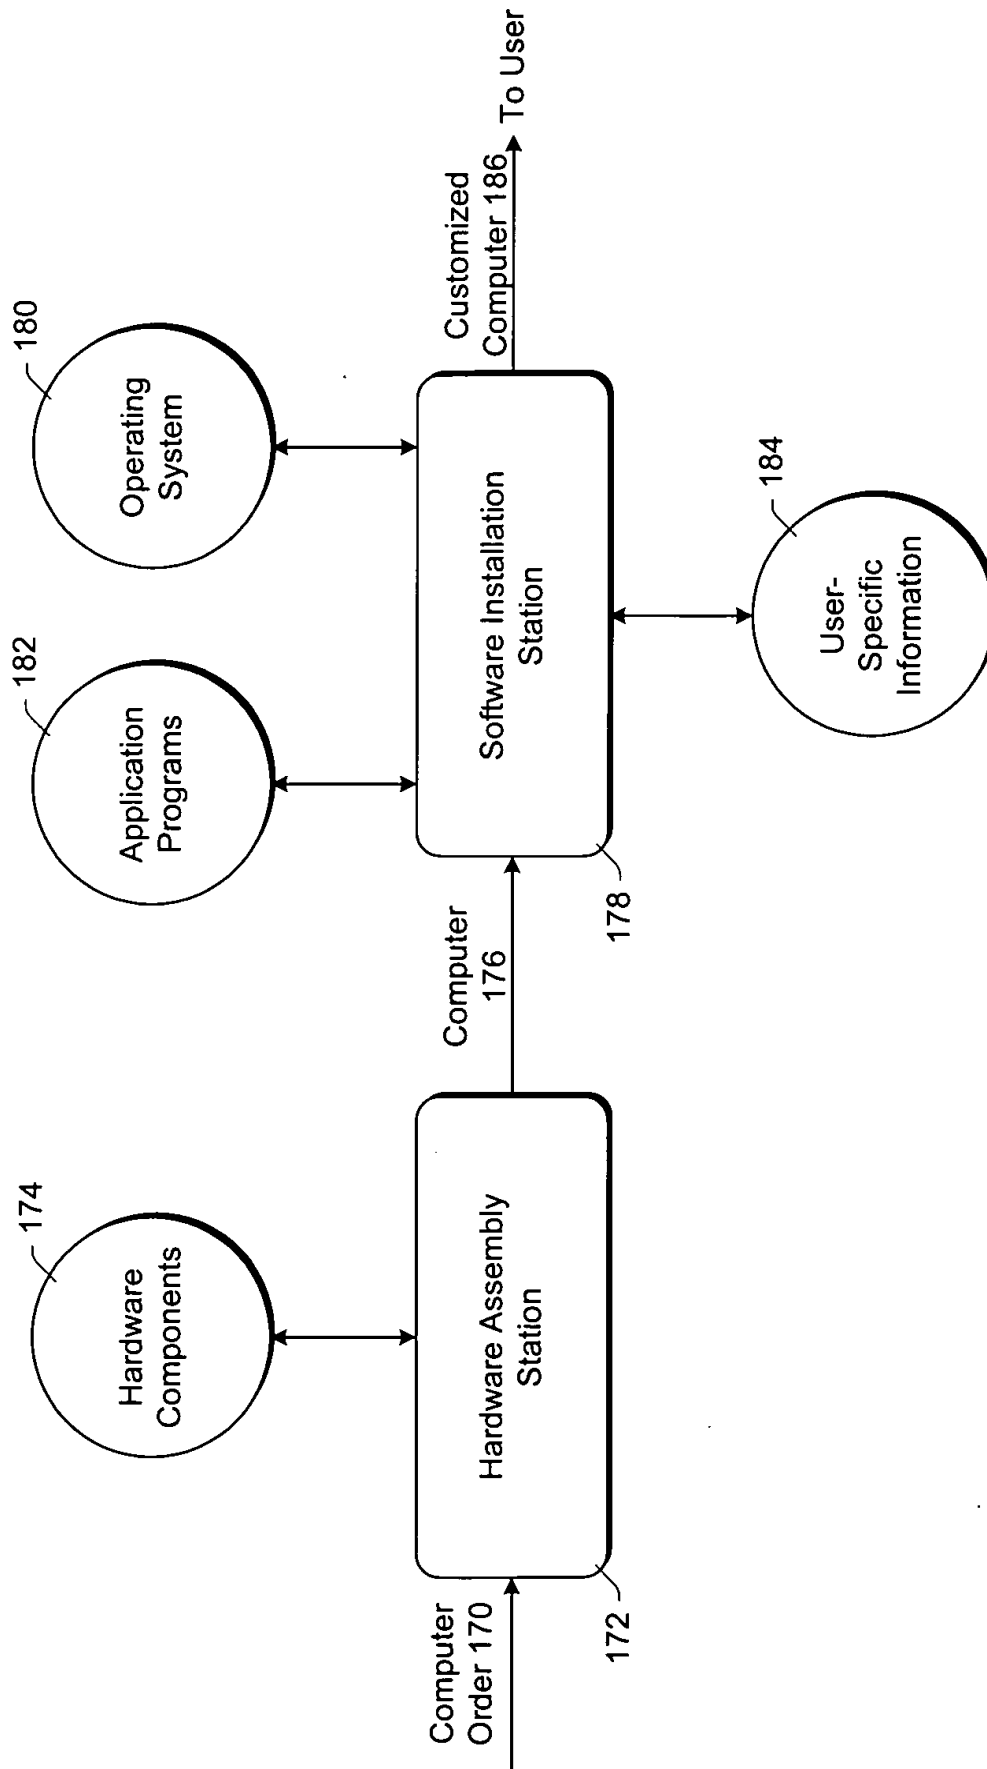 180
Operating
System
182
Application
Programs
174
Hardware
Components
Computer
Order 170
Hardware Assembly
Station
172
Computer
176
Software Installation
Station
178
Customized
Computer 186
To User
184
User-
Specific
Information